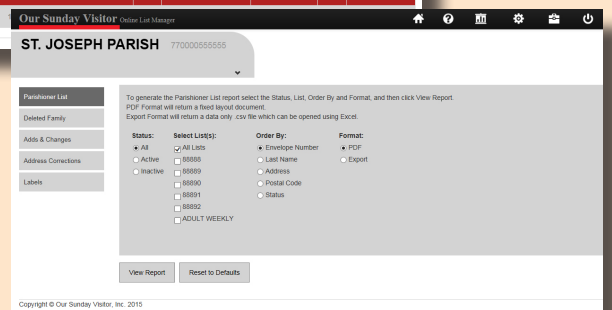 Our Sunday Visitor Online List Manager
ST. JOSEPH PARISH 770000555555
Parishioner List
Deleted Family
Adds & Changes
Address Corrections
Labels
To generate the Parishioner List report select the Status, List, Order By and Format, and then click View Report.
PDF Format will return a fixed layout document.
Export Format will return a data only .csv file which can be opened using Excel.
Status: Select List(s): Order By: Format:
All All Lists Envelope Number PDF
Active 88888 Last Name Export
Inactive 88889 Address
88890 Postal Code
88891 Status
88892
ADULT WEEKLY
View Report Reset to Defaults
Copyright © Our Sunday Visitor, Inc. 2015